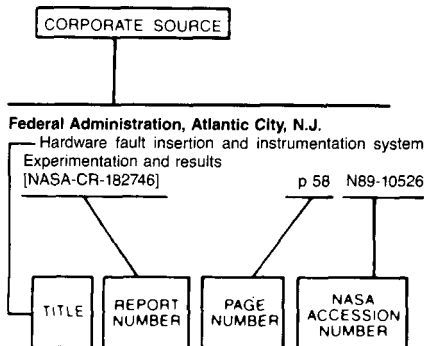 CORPORATE SOURCE
Federal Administration, Atlantic City, N.J.
Hardware fault insertion and instrumentation system
Experimentation and results
[NASA-CR-182746] p 58 N89-10526
TITLE
REPORT
NUMBER
PAGE
NUMBER
NASA
ACCESSION
NUMBER